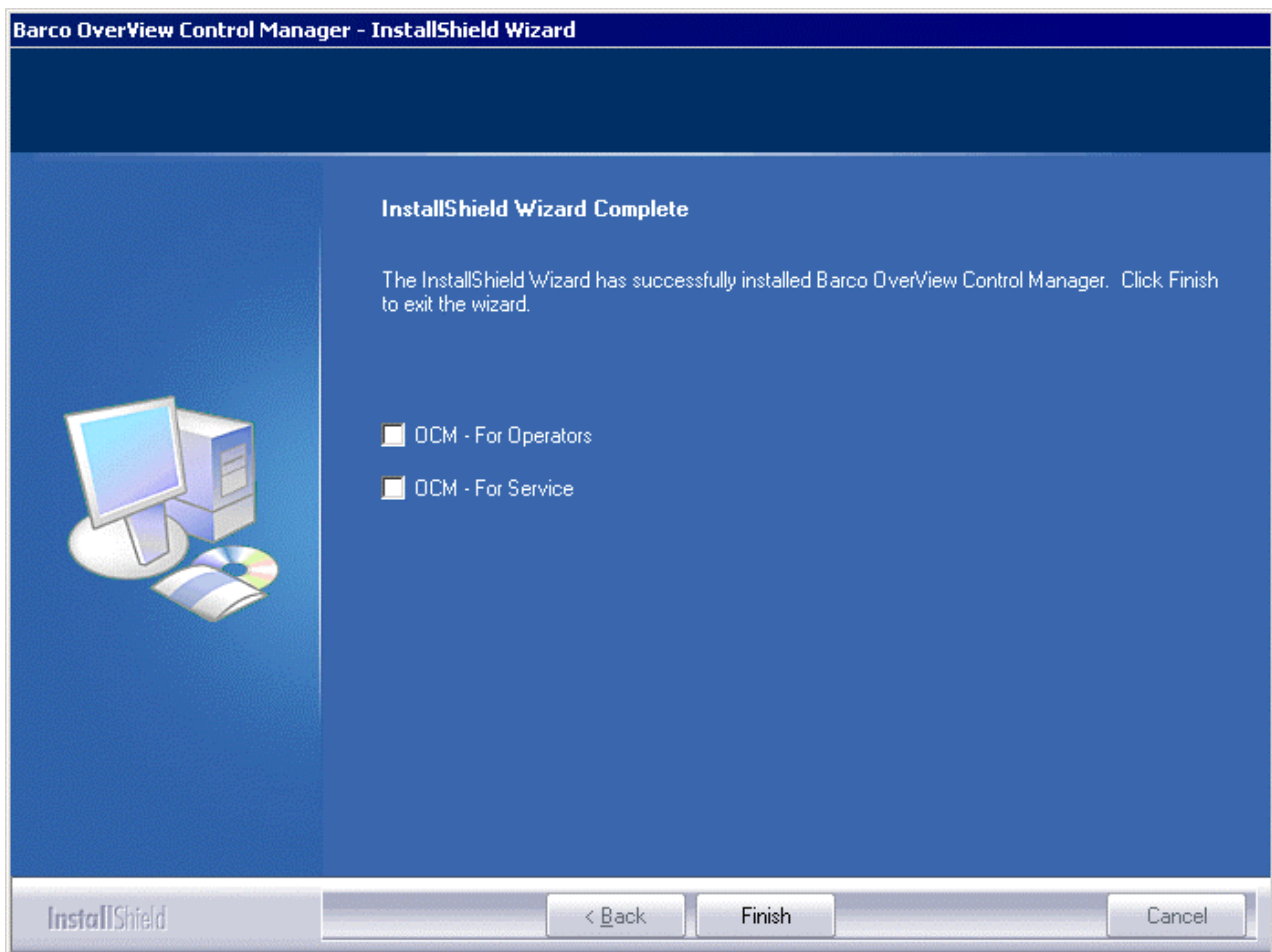 Barco OverView Control Manager - InstallShield Wizard
InstallShield Wizard Complete
The InstallShield Wizard has successfully installed Barco OverView Control Manager. Click Finish
to exit the wizard.
OCM - For Operators
OCM - For Service
InstallShield
< Back
Finish
Cancel